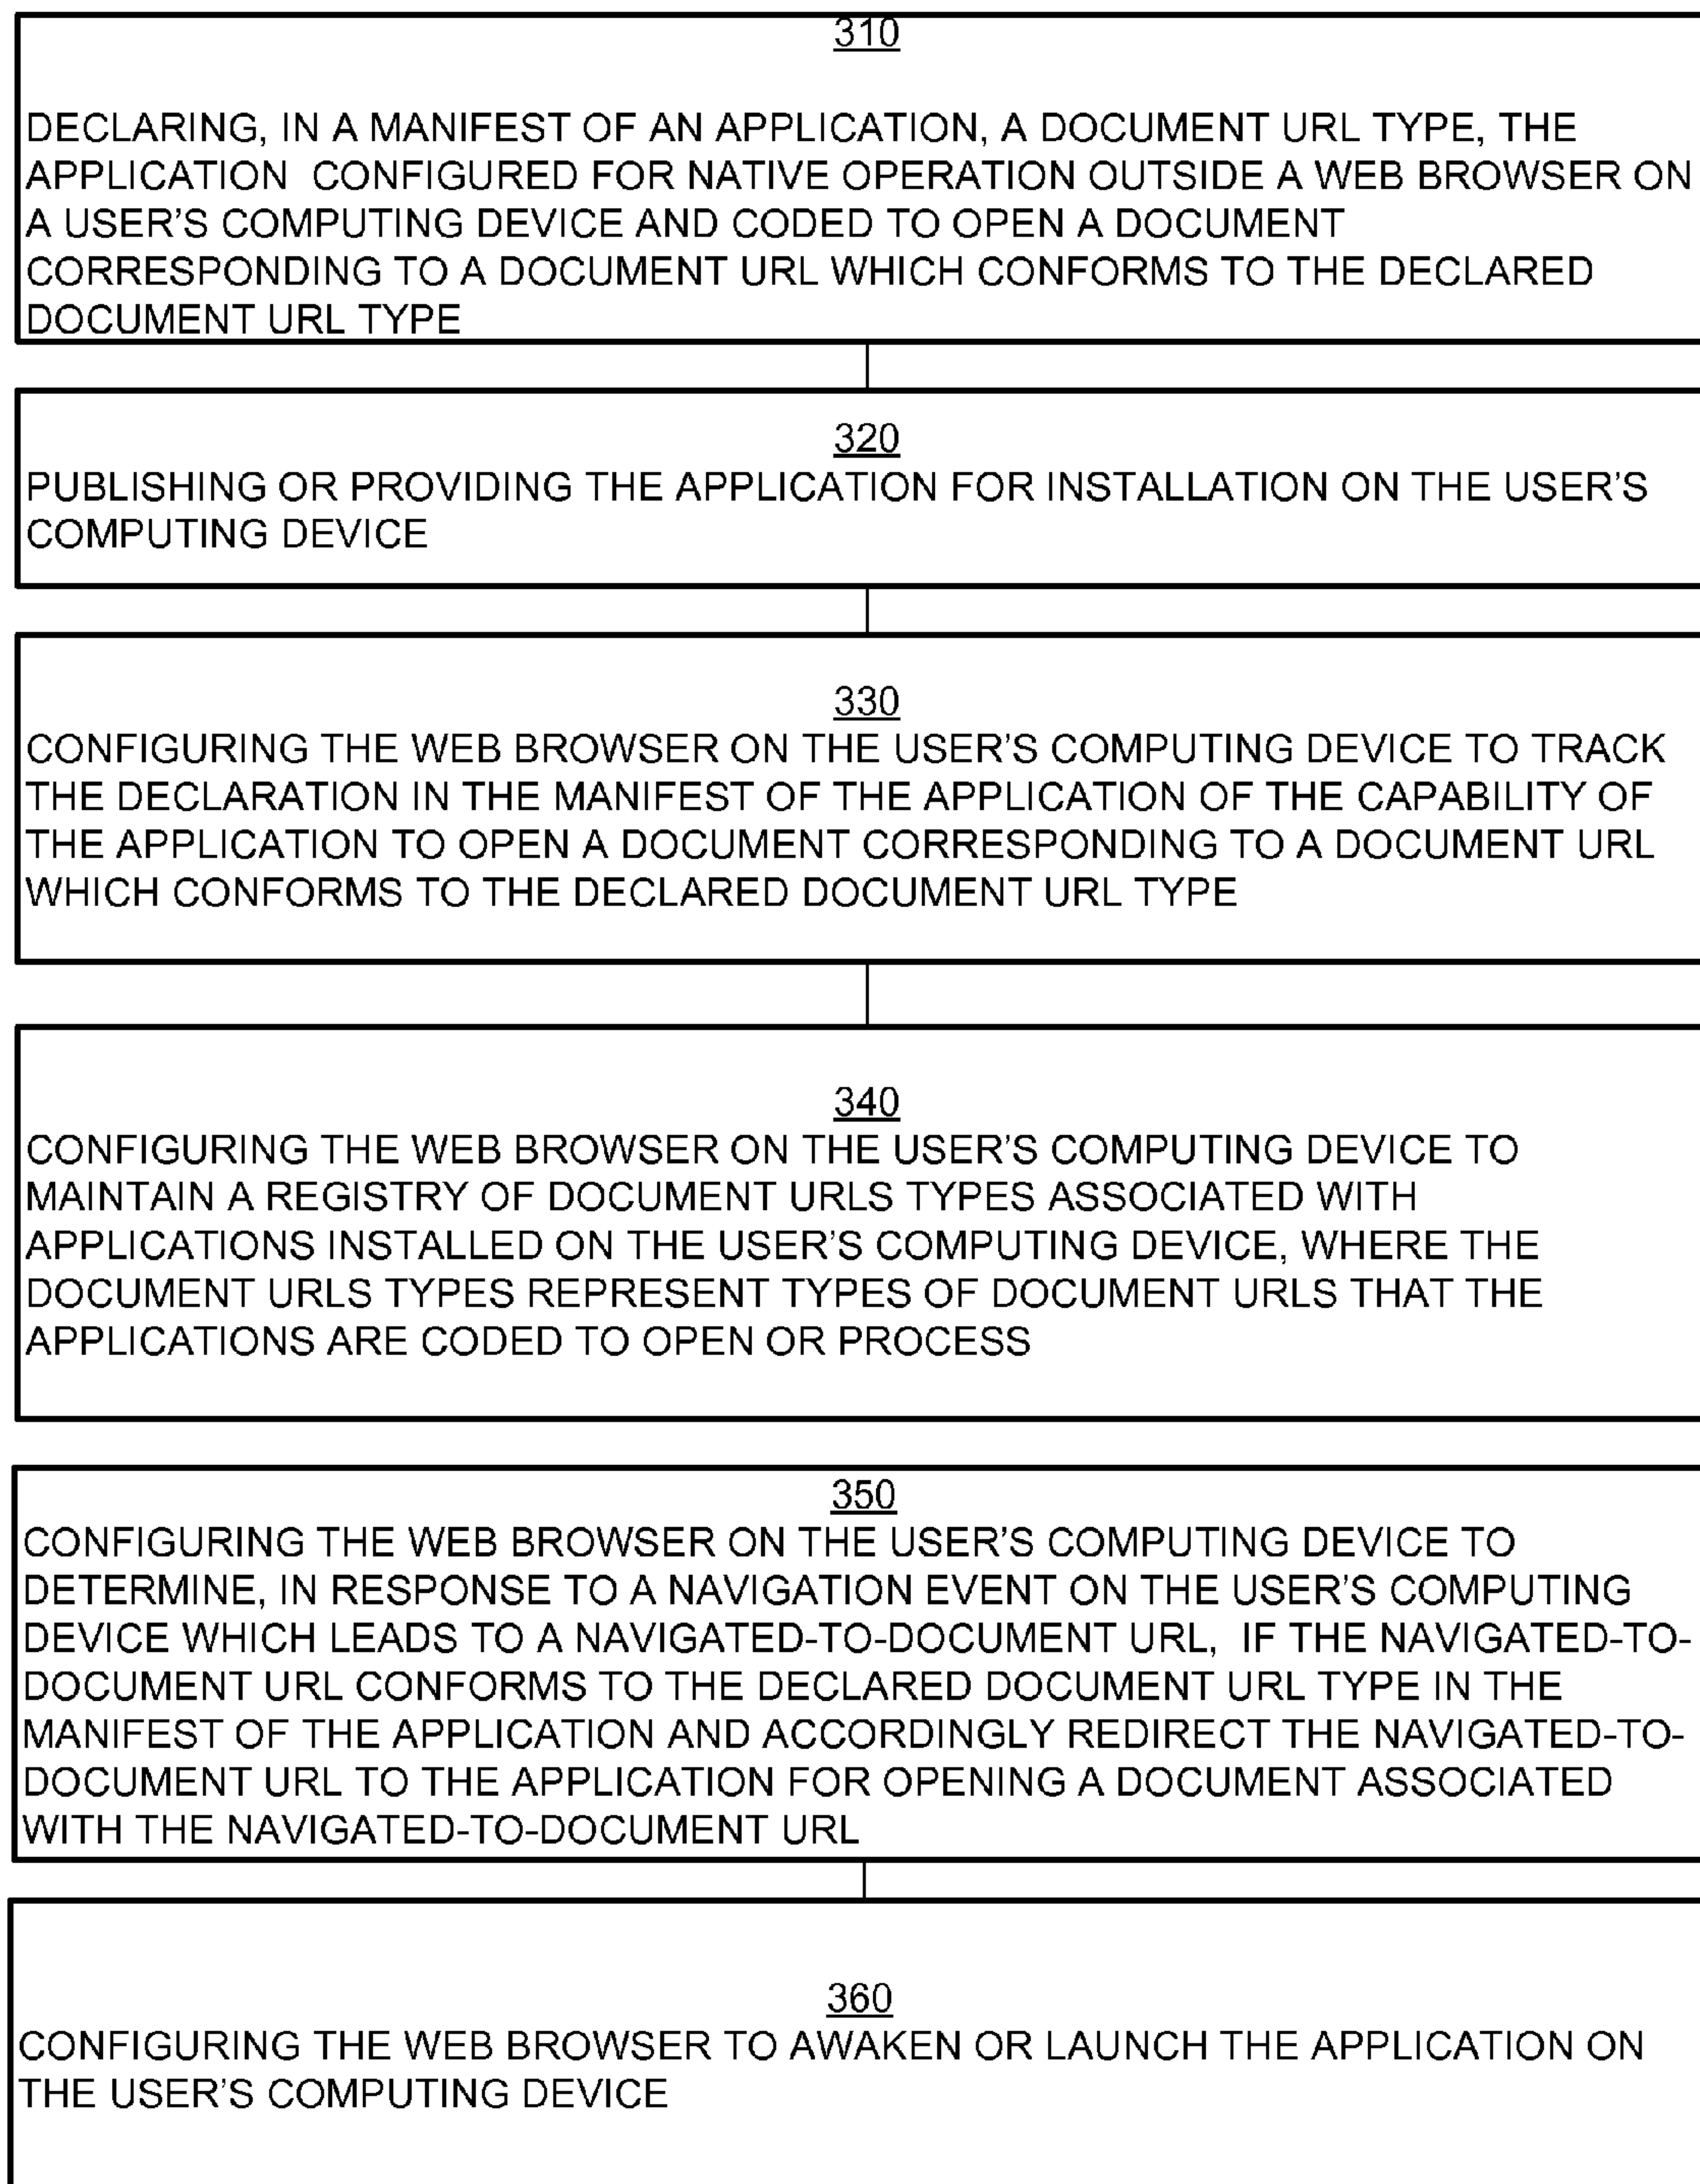 310
DECLARING, IN A MANIFEST OF AN APPLICATION, A DOCUMENT URL TYPE, THE
APPLICATION CONFIGURED FOR NATIVE OPERATION OUTSIDE A WEB BROWSER ON
A USER'S COMPUTING DEVICE AND CODED TO OPEN A DOCUMENT
CORRESPONDING TO A DOCUMENT URL WHICH CONFORMS TO THE DECLARED
DOCUMENT URL TYPE
320
PUBLISHING OR PROVIDING THE APPLICATION FOR INSTALLATION ON THE USER'S
COMPUTING DEVICE
330
CONFIGURING THE WEB BROWSER ON THE USER'S COMPUTING DEVICE TO TRACK
THE DECLARATION IN THE MANIFEST OF THE APPLICATION OF THE CAPABILITY OF
THE APPLICATION TO OPEN A DOCUMENT CORRESPONDING TO A DOCUMENT URL
WHICH CONFORMS TO THE DECLARED DOCUMENT URL TYPE
340
CONFIGURING THE WEB BROWSER ON THE USER'S COMPUTING DEVICE TO
MAINTAIN A REGISTRY OF DOCUMENT URLS TYPES ASSOCIATED WITH
APPLICATIONS INSTALLED ON THE USER'S COMPUTING DEVICE, WHERE THE
DOCUMENT URLS TYPES REPRESENT TYPES OF DOCUMENT URLS THAT THE
APPLICATIONS ARE CODED TO OPEN OR PROCESS
350
CONFIGURING THE WEB BROWSER ON THE USER'S COMPUTING DEVICE TO
DETERMINE, IN RESPONSE TO A NAVIGATION EVENT ON THE USER'S COMPUTING
DEVICE WHICH LEADS TO A NAVIGATED-TO-DOCUMENT URL, IF THE NAVIGATED-TO-
DOCUMENT URL CONFORMS TO THE DECLARED DOCUMENT URL TYPE IN THE
MANIFEST OF THE APPLICATION AND ACCORDINGLY REDIRECT THE NAVIGATED-TO-
DOCUMENT URL TO THE APPLICATION FOR OPENING A DOCUMENT ASSOCIATED
WITH THE NAVIGATED-TO-DOCUMENT URL
360
CONFIGURING THE WEB BROWSER TO AWAKEN OR LAUNCH THE APPLICATION ON
THE USER'S COMPUTING DEVICE